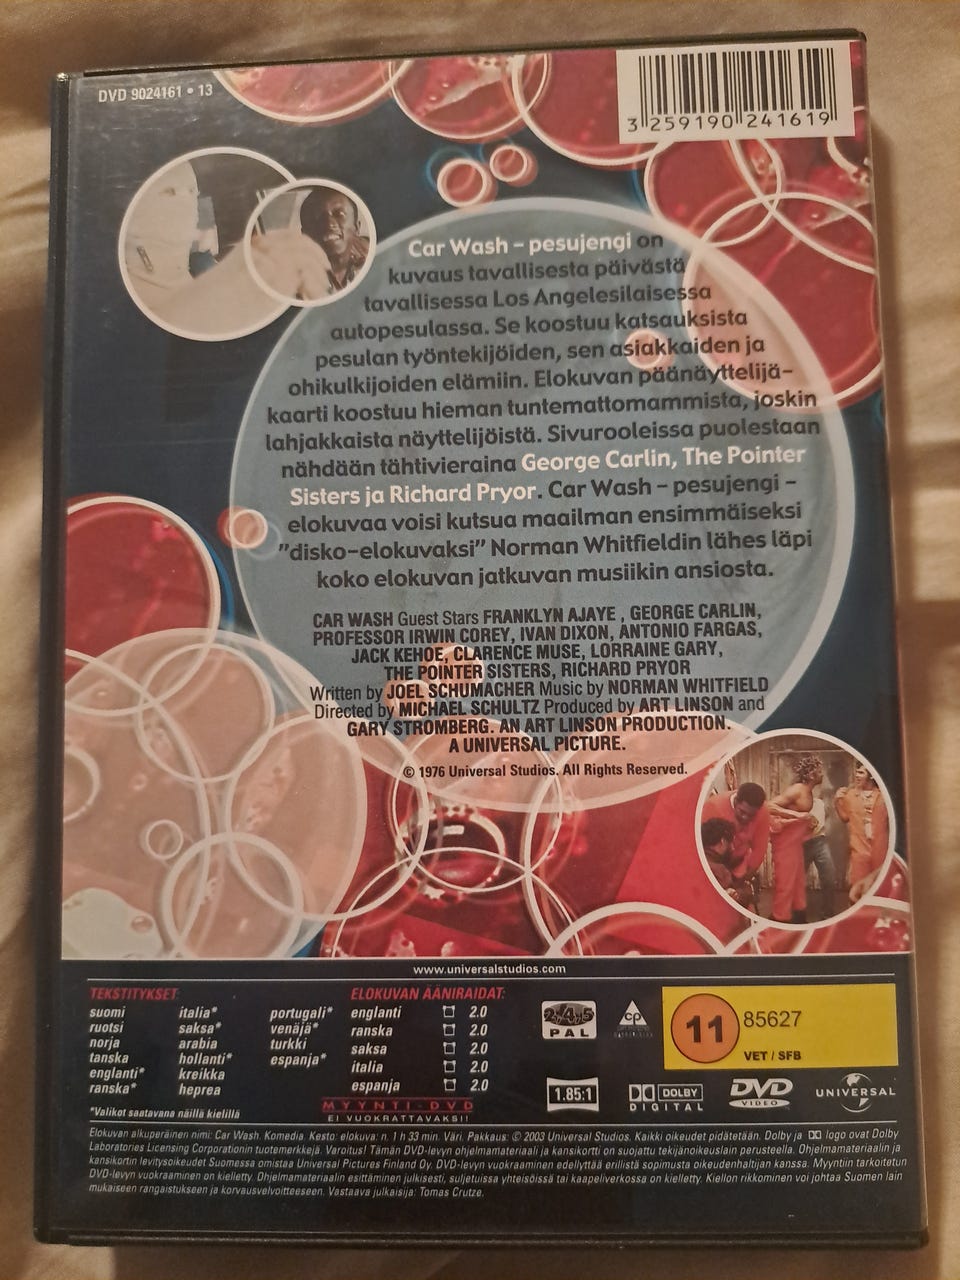 DVD 9024161 • 13
3 259190 241619
Car Wash – pesujengi on
kuvaus tavallisesta päivästä
tavallisessa Los Angelesilaisessa
autopesulassa. Se koostuu katsauksista
pesulan työntekijöiden, sen asiakkaiden ja
ohikulkijoiden elämiin. Elokuvan päänäyttelijä–
kaarti koostuu hieman tuntemattomammista, joskin
lahjakkaista näyttelijöistä. Sivurooleissa puolestaan
nähdään tähtivieraina George Carlin, The Pointer
Sisters ja Richard Pryor. Car Wash – pesujengi –
elokuvaa voisi kutsua maailman ensimmäiseksi
”disko–elokuvaksi” Norman Whitfieldin lähes läpi
koko elokuvan jatkuvan musiikin ansiosta.
CAR WASH Guest Stars FRANKLYN AJAYE , GEORGE CARLIN,
PROFESSOR IRWIN COREY, IVAN DIXON, ANTONIO FARGAS,
JACK KEHOE, CLARENCE MUSE, LORRAINE GARY,
THE POINTER SISTERS, RICHARD PRYOR
Written by JOEL SCHUMACHER Music by NORMAN WHITFIELD
Directed by MICHAEL SCHULTZ Produced by ART LINSON and
GARY STROMBERG. AN ART LINSON PRODUCTION.
A UNIVERSAL PICTURE.
© 1976 Universal Studios. All Rights Reserved.
www.universalstudios.com
TEKSTITYKSET:
suomi
ruotsi
norja
tanska
englanti*
ranska*
italia*
saksa*
arabia
hollanti*
kreikka
heprea
portugali*
venäjä*
turkki
espanja*
*Valikot saatavana näillä kielillä
ELOKUVAN ÄÄNIRAIDAT:
englanti 2.0
ranska 2.0
saksa 2.0
italia 2.0
espanja 2.0
MYYNTI-DVD
EI VUOKRATTAVAKSI!
2.4.5
PAL
CP
11 85627
VET / SFB
1.85:1
DOLBY
DIGITAL
DVD
VIDEO
UNIVERSAL
Elokuvan alkuperäinen nimi: Car Wash. Komedia. Kesto: elokuva: n. 1 h 33 min. Väri. Pakkaus: © 2003 Universal Studios. Kaikki oikeudet pidätetään. Dolby ja logo ovat Dolby
Laboratories Licensing Corporationin tuotemerkkejä. Varoitus! Tämän DVD-levyn ohjelmamateriaali ja kansikortti on suojattu tekijänoikeuslain perusteella. Ohjelmamateriaalin ja
kansikortin levitysoikeudet Suomessa omistaa Universal Pictures Finland Oy. DVD-levyn vuokraaminen edellyttää erillistä sopimusta oikeudenhaltijan kanssa. Myyntiin tarkoitetun
DVD-levyn vuokraaminen on kielletty. Ohjelmamateriaalin esittäminen julkisesti, suljetuissa yhteisöissä tai kaapeliverkossa on kielletty. Kiellon rikkominen voi johtaa Suomen lain
mukaiseen rangaistukseen ja korvausvelvoitteeseen. Vastaava julkaisija: Tomas Crutze.